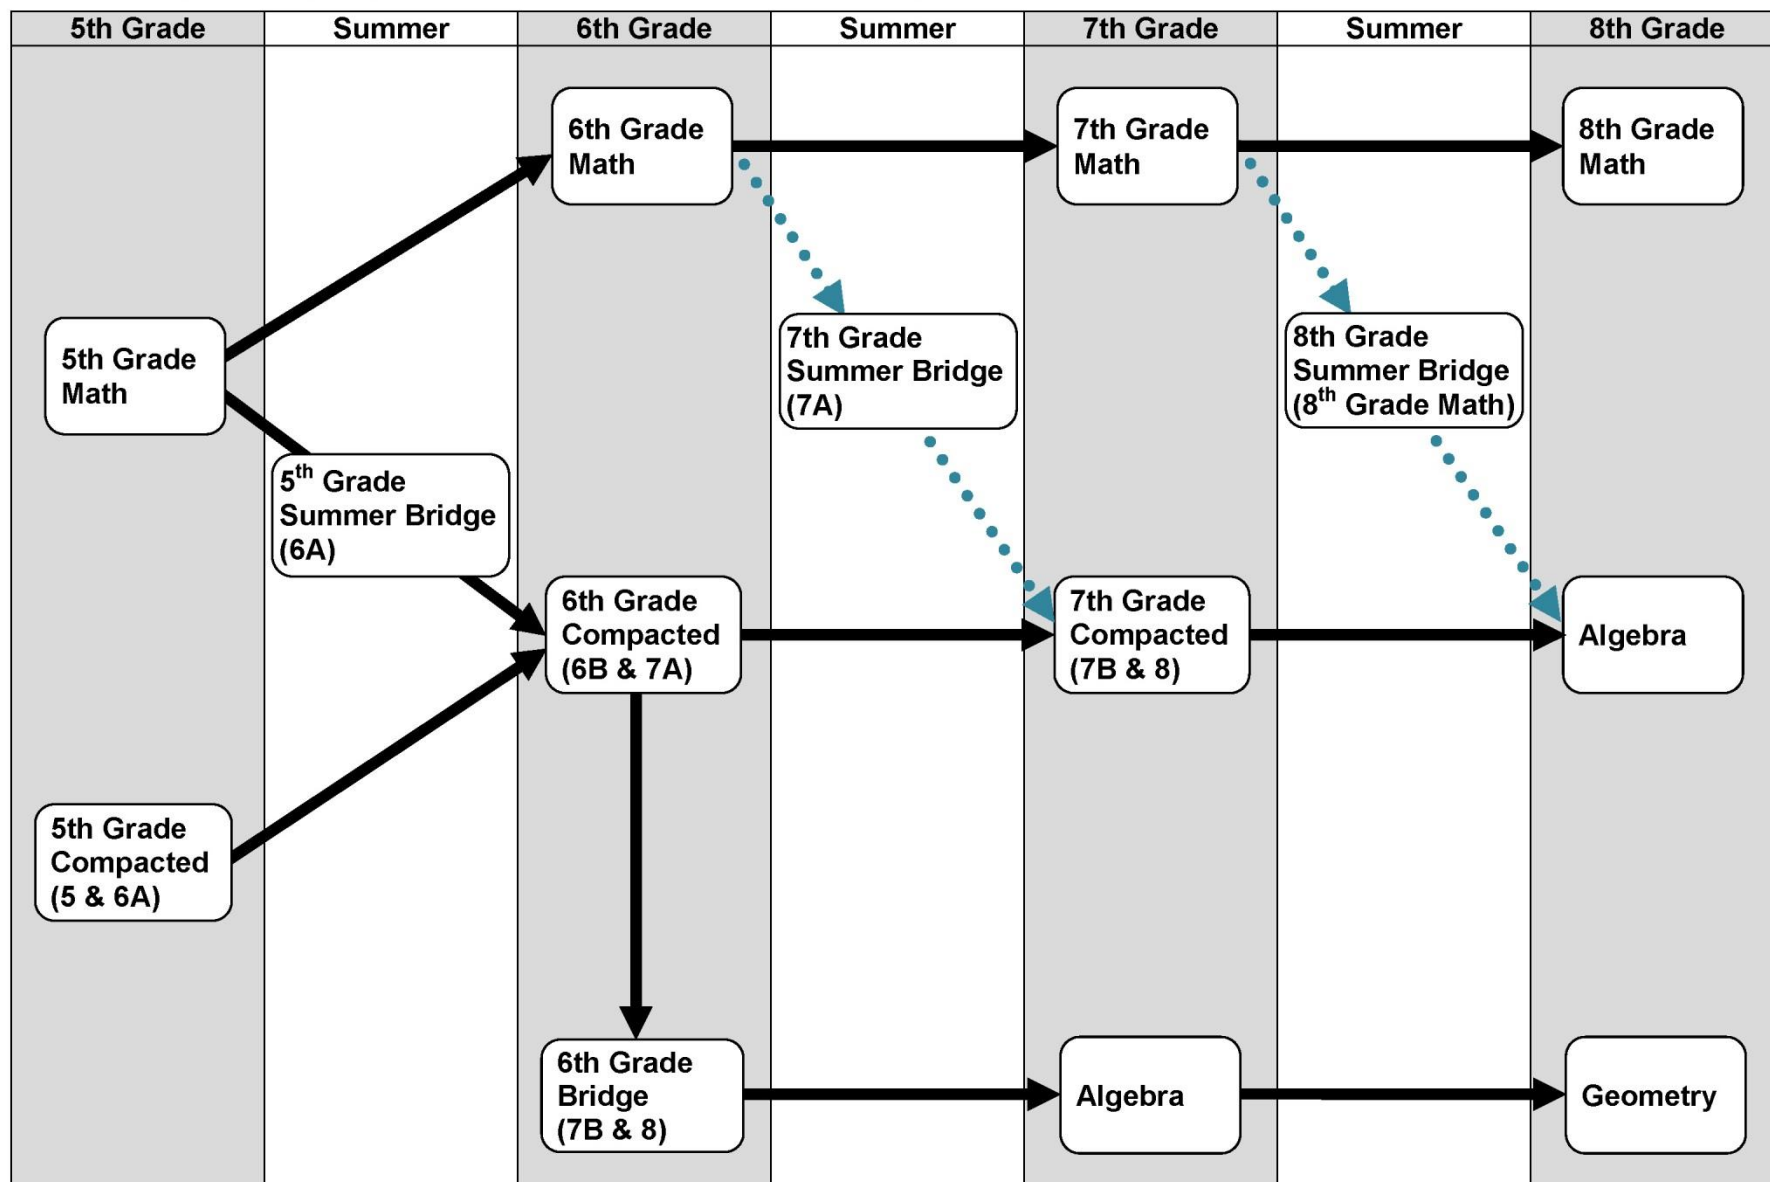 5th Grade
Summer
6th Grade
Summer
7th Grade
Summer
8th Grade
6th Grade
Math
7th Grade
Math
8th Grade
Math
5th Grade
Math
7th Grade
Summer Bridge
(7A)
8th Grade
Summer Bridge
(8th Grade Math)
5th Grade
Summer Bridge
(6A)
6th Grade
Compacted
(6B & 7A)
7th Grade
Compacted
(7B & 8)
Algebra
5th Grade
Compacted
(5 & 6A)
6th Grade
Bridge
(7B & 8)
Algebra
Geometry